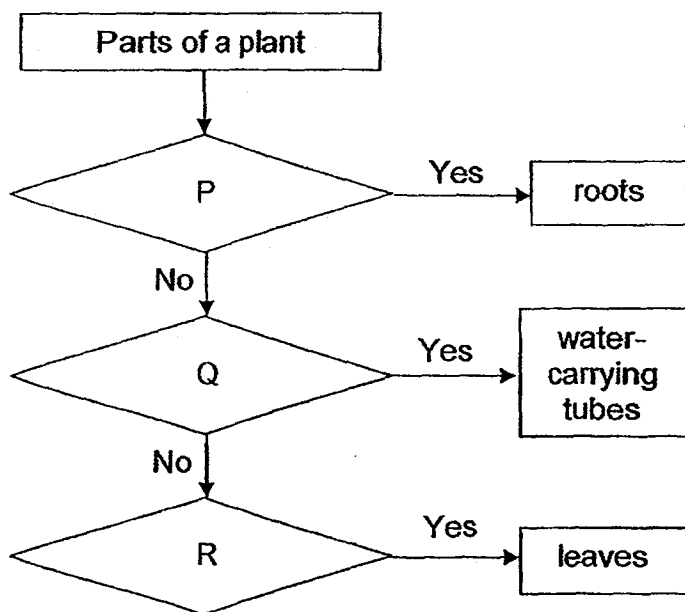 Parts of a plant
P
Yes
roots
No
Q
Yes
water-
carrying
tubes
No
R
Yes
leaves